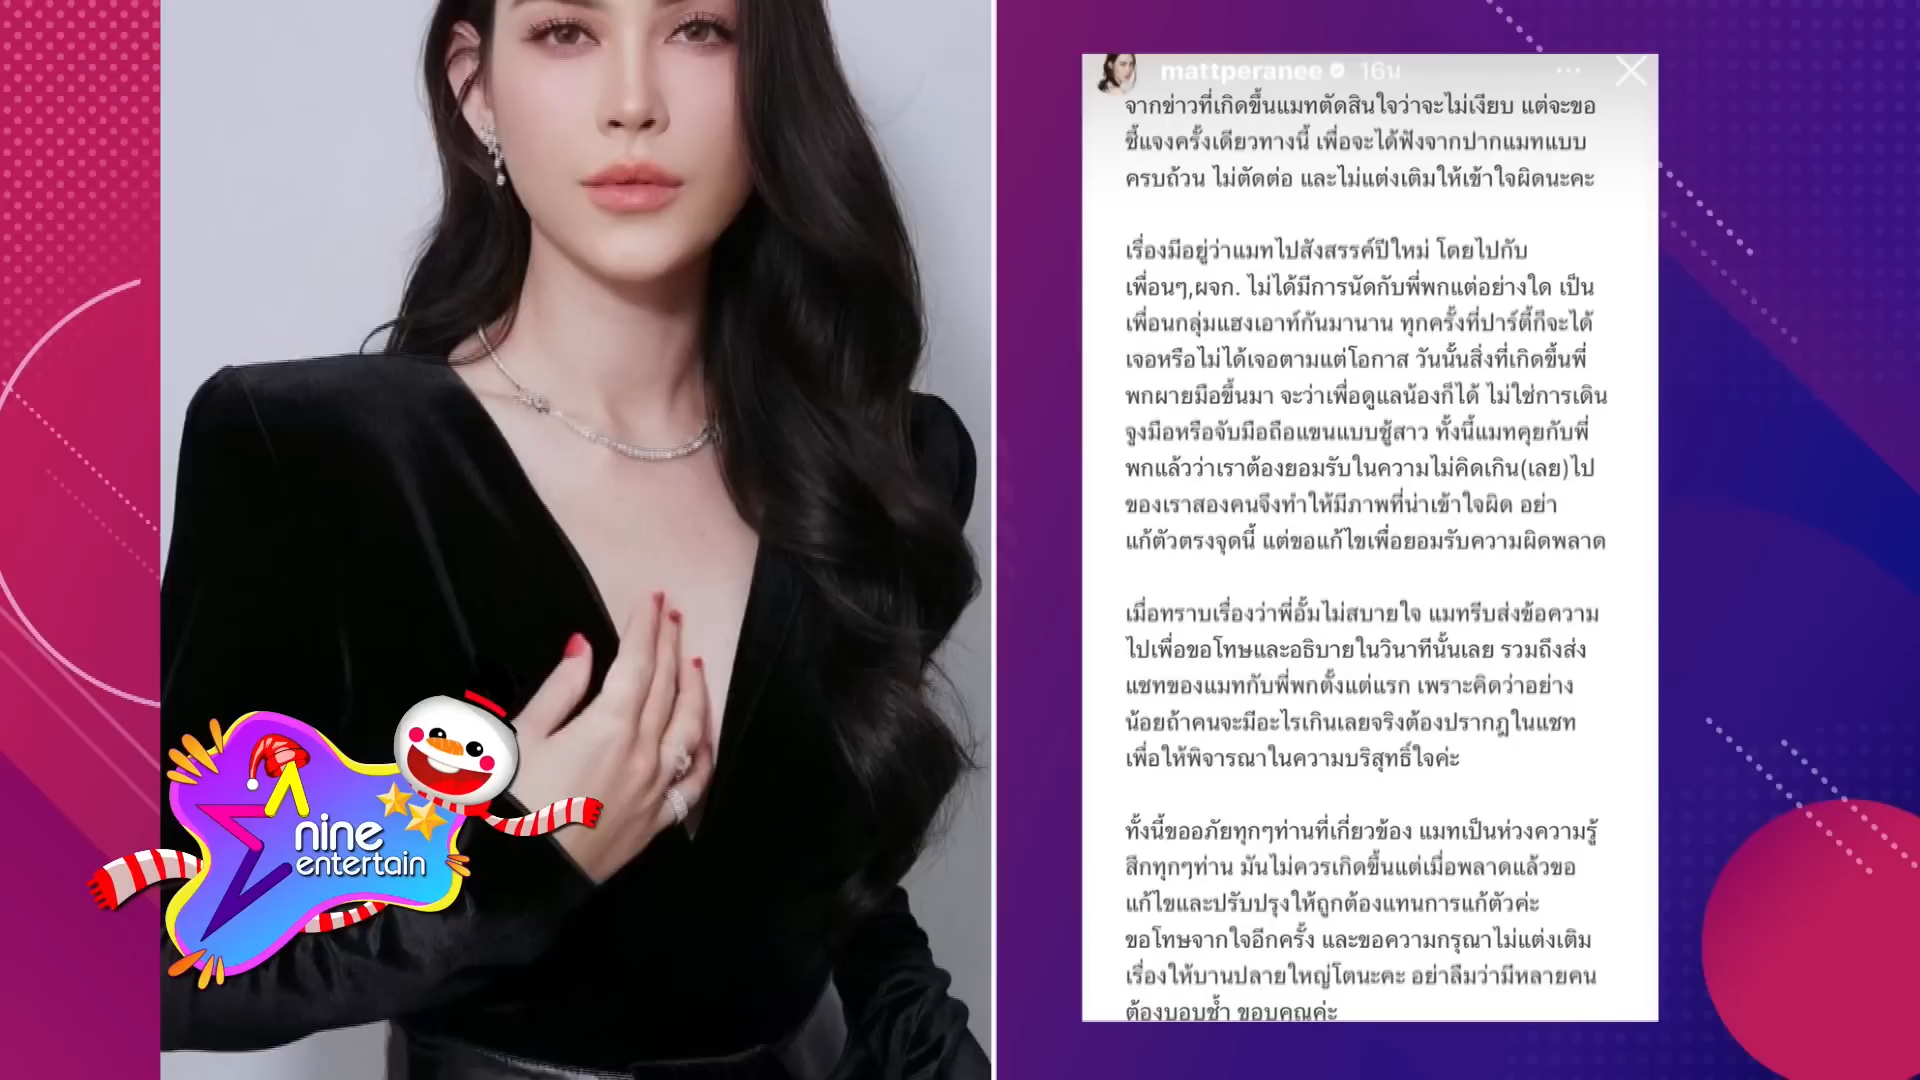 nine
entertain
mattperanee 16น
จากข่าวที่เกิดขึ้นแมทตัดสินใจว่าจะไม่เงียบ แต่จะขอ
ชี้แจงครั้งเดียวทางนี้ เพื่อจะได้ฟังจากปากแมทแบบ
ครบถ้วน ไม่ตัดต่อ และไม่แต่งเติมให้เข้าใจผิดนะคะ
เรื่องมีอยู่ว่าแมทไปสังสรรค์ปีใหม่ โดยไปกับ
เพื่อนๆ,ผจก. ไม่ได้มีการนัดกับพี่พกแต่อย่างใด เป็น
เพื่อนกลุ่มแฮงเอาท์กันมานาน ทุกครั้งที่ปาร์ตี้ก็จะได้
เจอหรือไม่ได้เจอตามแต่โอกาส วันนั้นสิ่งที่เกิดขึ้นพี่
พกผายมือขึ้นมา จะว่าเพื่อดูแลน้องก็ได้ ไม่ใช่การเดิน
จูงมือหรือจับมือถือแขนแบบชู้สาว ทั้งนี้แมทคุยกับพี่
พกแล้วว่าเราต้องยอมรับในความไม่คิดเกิน(เลย)ไป
ของเราสองคนจึงทำให้มีภาพที่น่าเข้าใจผิด อย่า
แก้ตัวตรงจุดนี้ แต่ขอแก้ไขเพื่อยอมรับความผิดพลาด
เมื่อทราบเรื่องว่าพี่อั้มไม่สบายใจ แมทรีบส่งข้อความ
ไปเพื่อขอโทษและอธิบายในวินาทีนั้นเลย รวมถึงส่ง
แชทของแมทกับพี่พกตั้งแต่แรก เพราะคิดว่าอย่าง
น้อยถ้าคนจะมีอะไรเกินเลยจริงต้องปรากฏในแชท
เพื่อให้พิจารณาในความบริสุทธิ์ใจค่ะ
ทั้งนี้ขออภัยทุกๆท่านที่เกี่ยวข้อง แมทเป็นห่วงความรู้
สึกทุกๆท่าน มันไม่ควรเกิดขึ้นแต่เมื่อพลาดแล้วขอ
แก้ไขและปรับปรุงให้ถูกต้องแทนการแก้ตัวค่ะ
ขอโทษจากใจอีกครั้ง และขอความกรุณาไม่แต่งเติม
เรื่องให้บานปลายใหญ่โตนะคะ อย่าลืมว่ามีหลายคน
ต้องบอบช้ำ ขอบคุณค่ะ